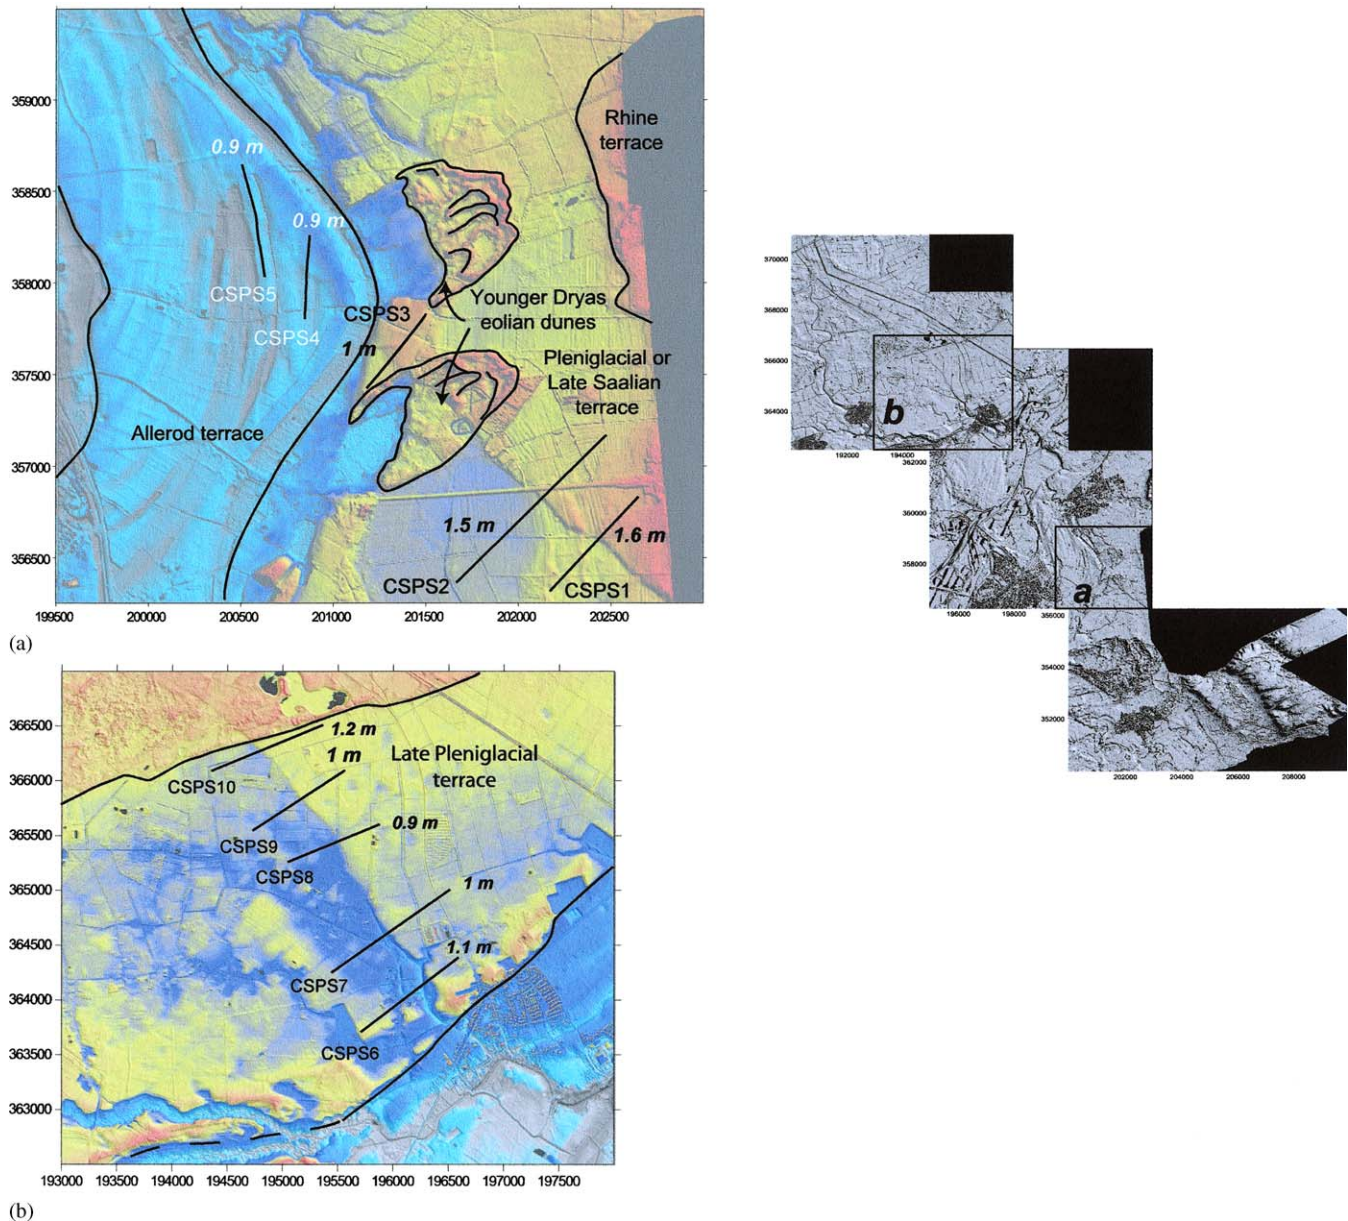 359000
358500
358000
357500
357000
356500
199500
200000
200500
201000
201500
202000
202500
Rhine
terrace
0.9 m
0.9 m
CSPS5
CSPS4
CSPS3
1 m
Younger Dryas
eolian dunes
Pleniglacial or
Late Saalian
terrace
Allerod terrace
1.5 m
1.6 m
CSPS2
CSPS1
(a)
366500
366000
365500
365000
364500
364000
363500
363000
193000
193500
194000
194500
195000
195500
196000
196500
197000
197500
1.2 m
1 m
Late Pleniglacial
terrace
CSPS10
0.9 m
CSPS9
CSPS8
1 m
1.1 m
CSPS7
CSPS6
(b)
370000
368000
366000
364000
b
192000
194000
362000
360000
358000
a
196000
198000
356000
354000
352000
202000
204000
206000
208000